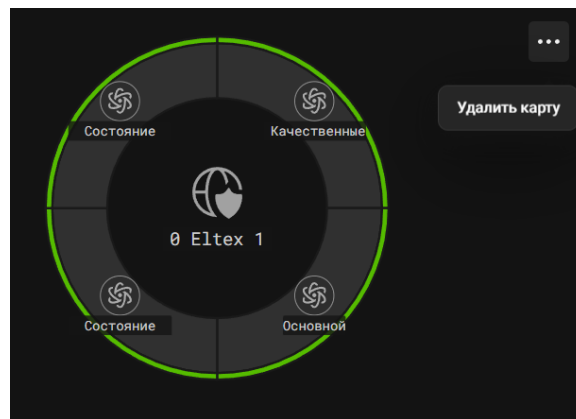 Состояние
Качественные
Удалить карту
0 Eltex 1
Состояние
Основной